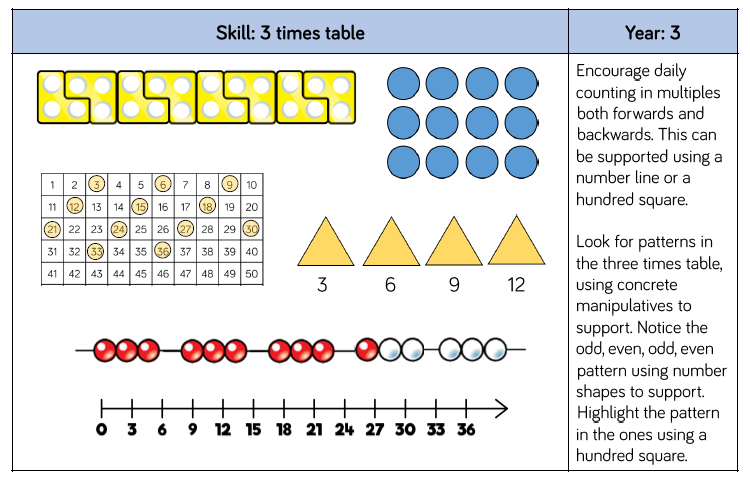 Skill: 3 times table
Year: 3
1 2 3 4 5 6 7 8 9 10
11 12 13 14 15 16 17 18 19 20
21 22 23 24 25 26 27 28 29 30
31 32 33 34 35 36 37 38 39 40
41 42 43 44 45 46 47 48 49 50
3 6 9 12
0 3 6 9 12 15 18 21 24 27 30 33 36
Encourage daily
counting in multiples
both forwards and
backwards. This can
be supported using a
number line or a
hundred square.
Look for patterns in
the three times table,
using concrete
manipulatives to
support. Notice the
odd, even, odd, even
pattern using number
shapes to support.
Highlight the pattern
in the ones using a
hundred square.